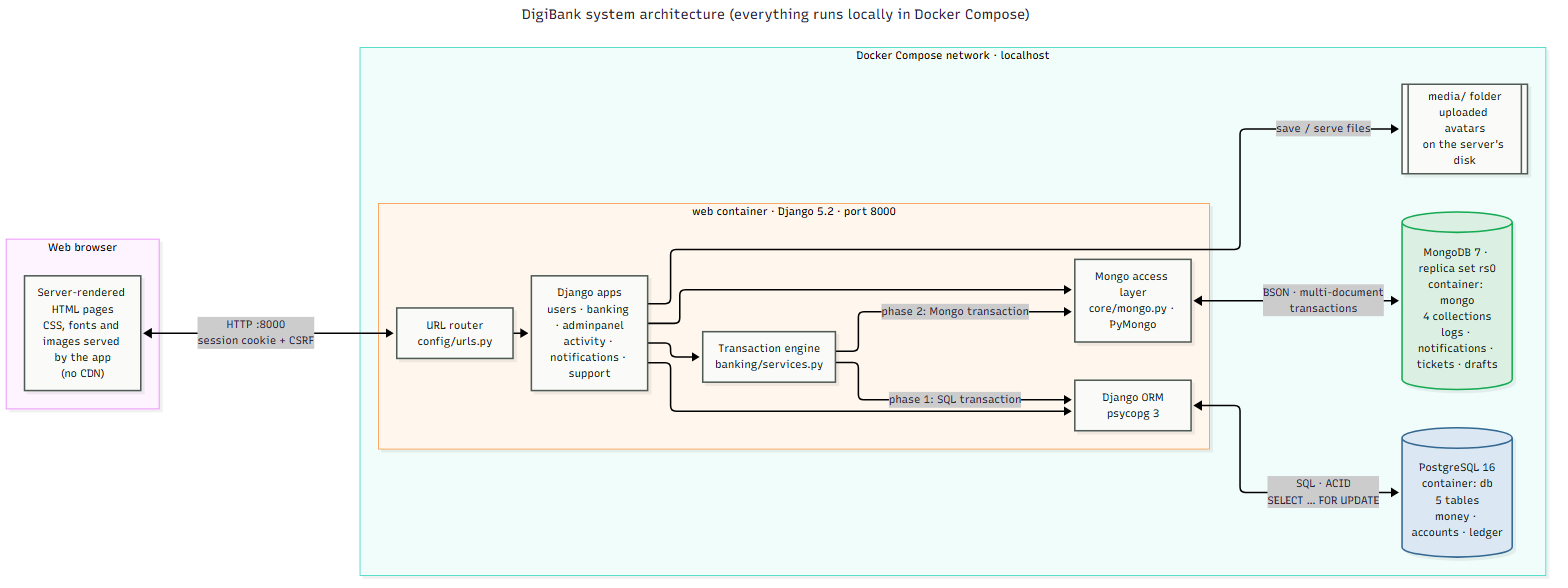 DigiBank system architecture (everything runs locally in Docker Compose)
Docker Compose network · localhost
media/ folder
uploaded
avatars
on the server's
disk
save / serve files
web container · Django 5.2 · port 8000
Web browser
Server-rendered
HTML pages
CSS, fonts and
images served
by the app
(no CDN)
HTTP :8000
session cookie + CSRF
URL router
config/urls.py
Django apps
users · banking
· adminpanel
activity ·
notifications ·
support
Transaction engine
banking/services.py
phase 2: Mongo transaction
phase 1: SQL transaction
Mongo access
layer
core/mongo.py ·
PyMongo
Django ORM
psycopg 3
BSON · multi-document
transactions
MongoDB 7 ·
replica set rs0
container:
mongo
4 collections
logs ·
notifications ·
tickets · drafts
SQL · ACID
SELECT ... FOR UPDATE
PostgreSQL 16
container: db
5 tables
money ·
accounts · ledger